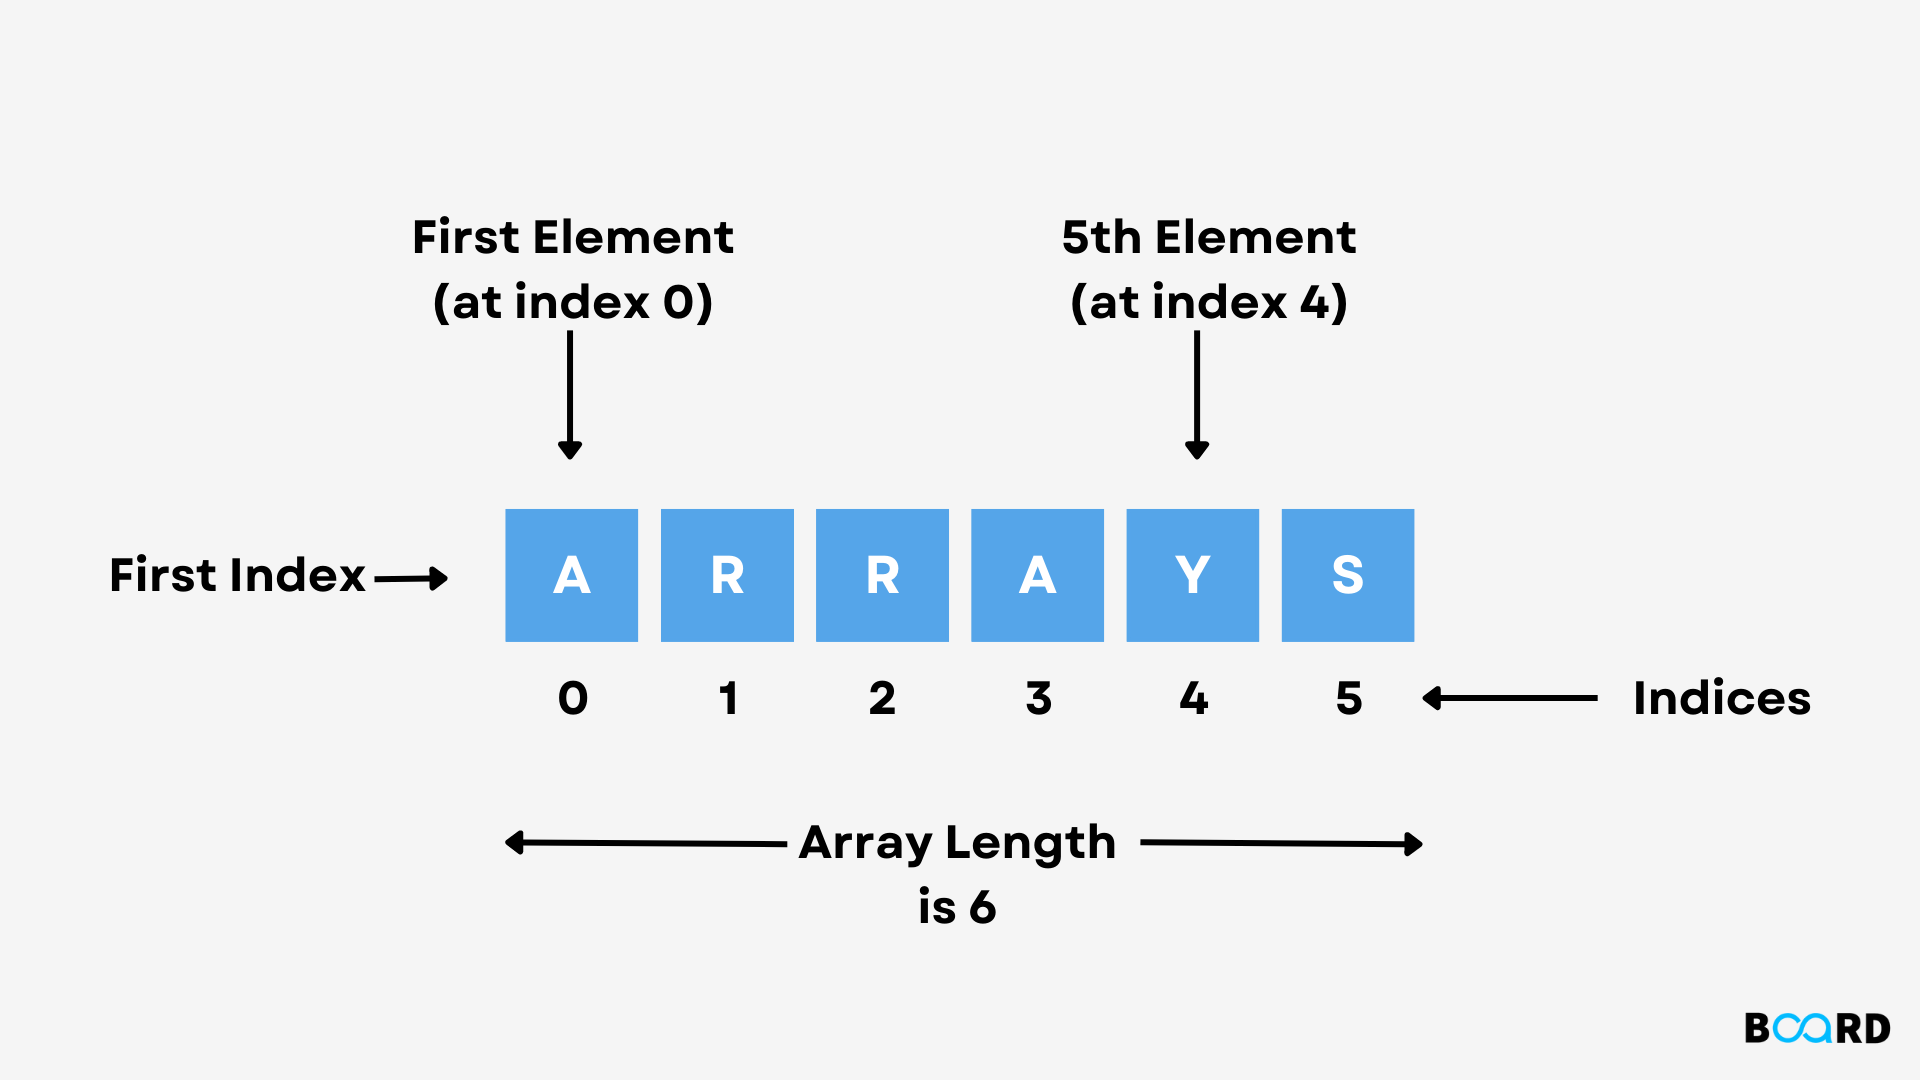 First Element
(at index 0)
5th Element
(at index 4)
First Index
A R R A Y S
0 1 2 3 4 5
Indices
Array Length
is 6
BOARD